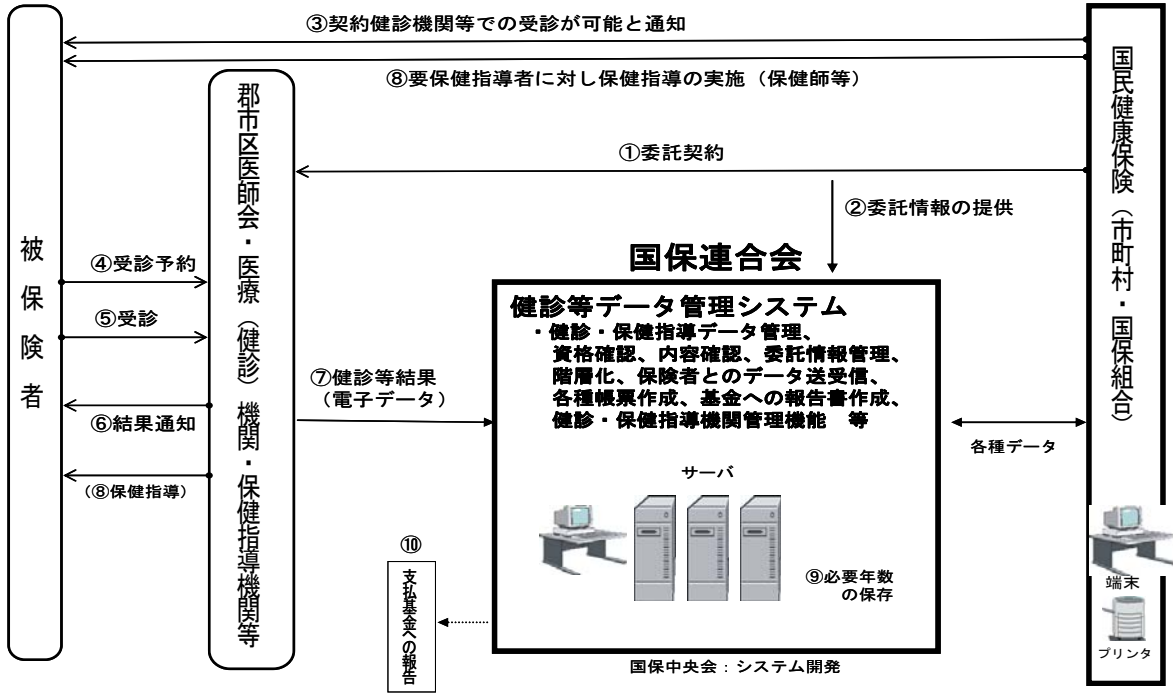 ③契約健診機関等での受診が可能と通知
⑧要保健指導者に対し保健指導の実施（保健師等）
①委託契約
②委託情報の提供
被保険者
郡市区医師会・医療（健診）機関・保健指導機関等
国民健康保険（市町村・国保組合）
④受診予約
⑤受診
⑥結果通知
（⑧保健指導）
⑦健診等結果
（電子データ）
国保連合会
健診等データ管理システム
・健診・保健指導データ管理、
資格確認、内容確認、委託情報管理、
階層化、保険者とのデータ送受信、
各種帳票作成、基金への報告書作成、
健診・保健指導機関管理機能　等
サーバ
⑨必要年数
の保存
各種データ
端末
プリンタ
⑩
支払基金への報告
国保中央会：システム開発